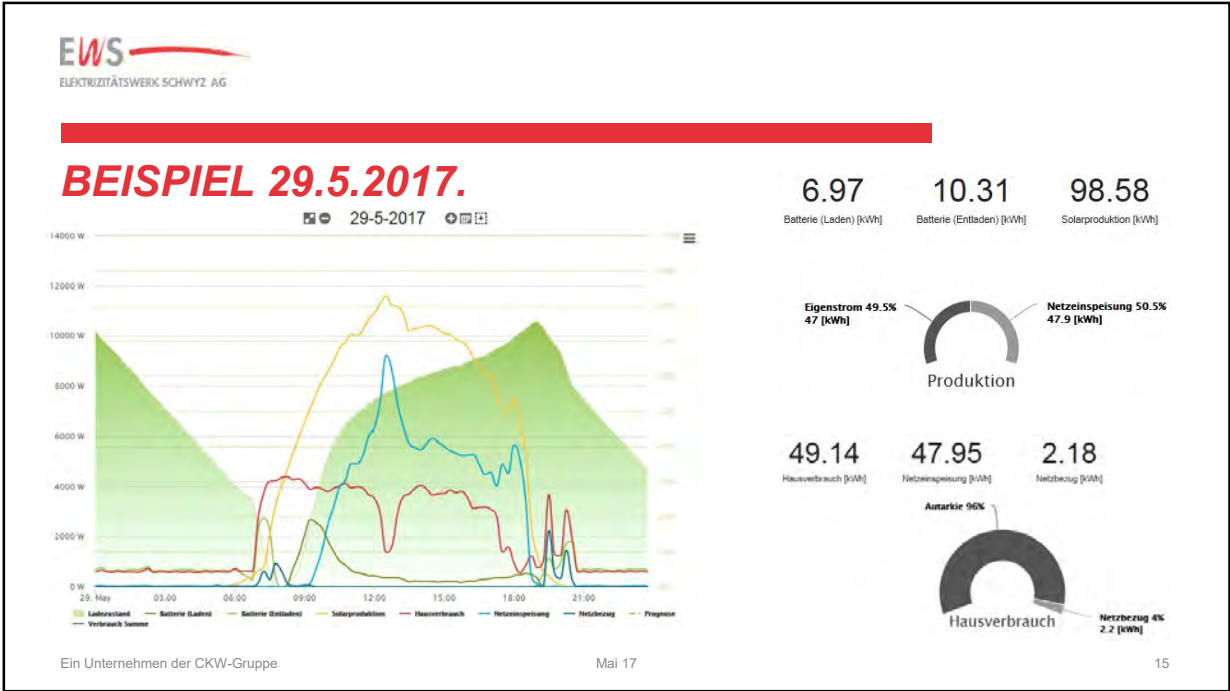 EWS
ELEKTRIZITÄTSWERK SCHWYZ AG
BEISPIEL 29.5.2017.
29-5-2017
14000 W
12000 W
10000 W
8000 W
6000 W
4000 W
2000 W
0 W
29. May 03:00 06:00 09:00 12:00 15:00 18:00 21:00
Ladezustand Batterie (Laden) Batterie (Entladen) Solarproduktion Hausverbrauch Netzeinspeisung Netzbezug Prognose
Verbrauch Summe
6.97 10.31 98.58
Batterie (Laden) [kWh] Batterie (Entladen) [kWh] Solarproduktion [kWh]
Eigenstrom 49.5% Netzeinspeisung 50.5%
47 [kWh] 47.9 [kWh]
Produktion
49.14 47.95 2.18
Hausverbrauch [kWh] Netzeinspeisung [kWh] Netzbezug [kWh]
Autarkie 96%
Hausverbrauch
Netzbezug 4%
2.2 [kWh]
Ein Unternehmen der CKW-Gruppe Mai 17 15